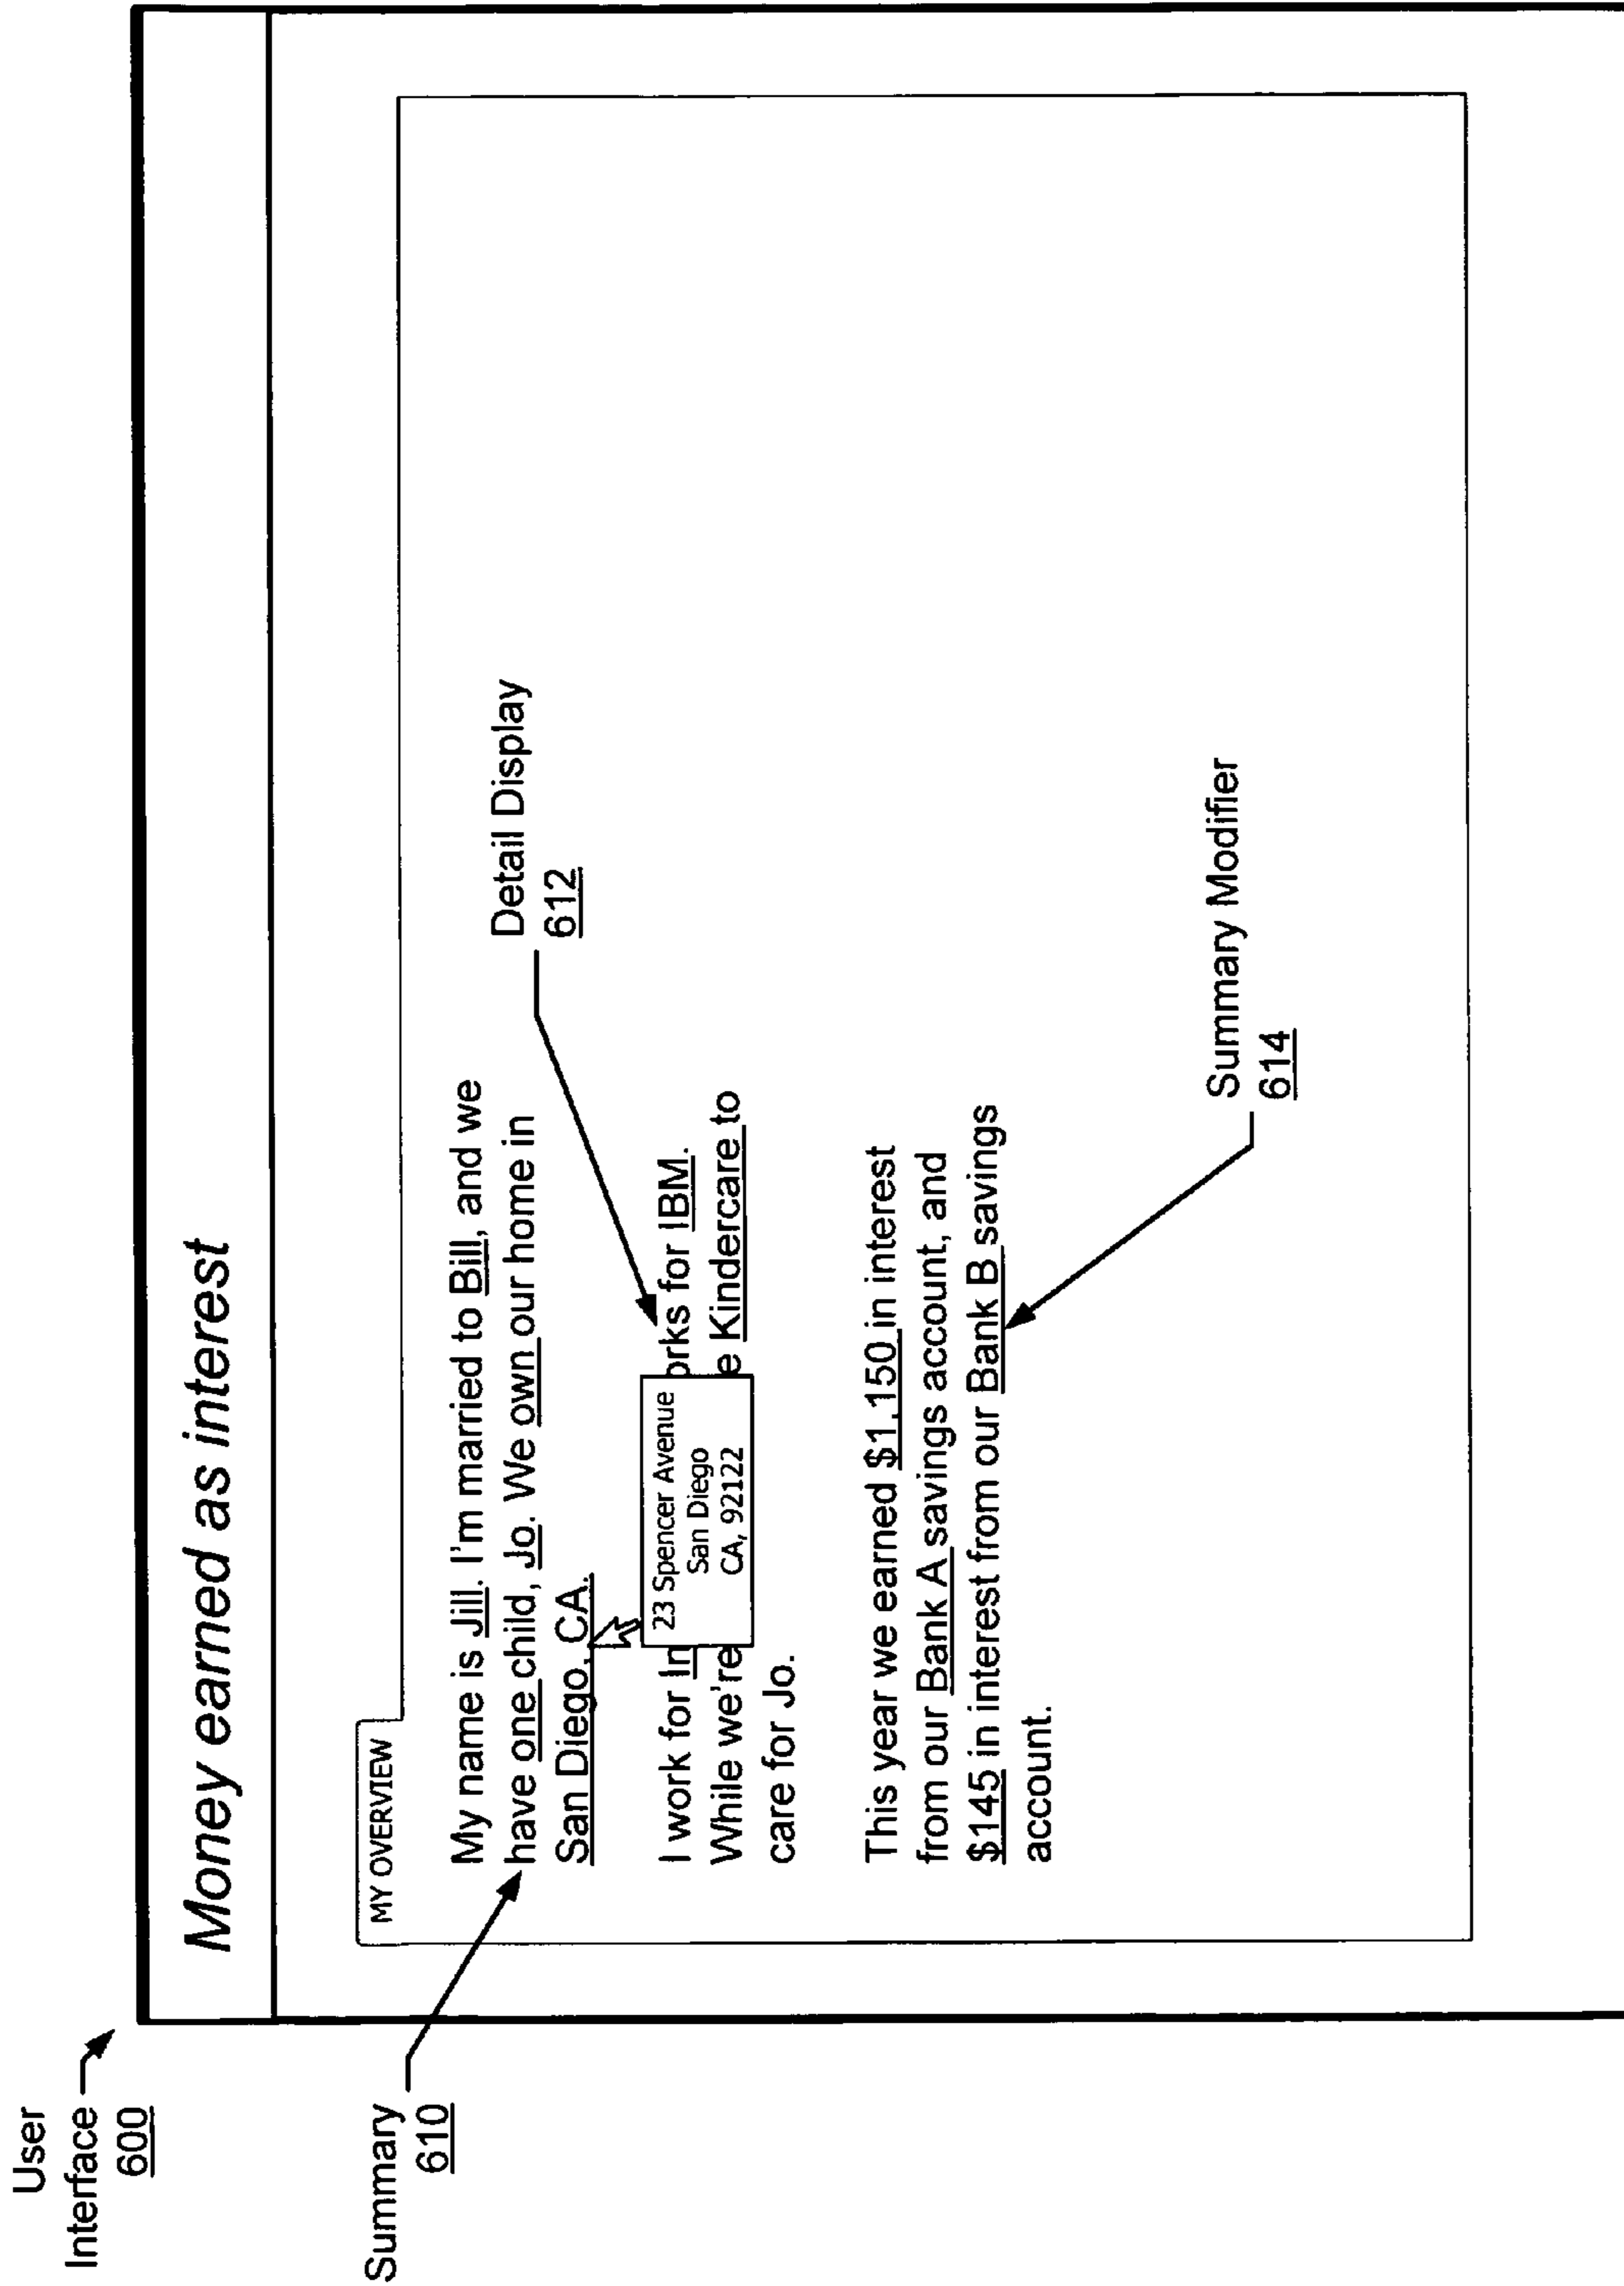 User
Interface
600
Money earned as interest
Summary
610
MY OVERVIEW
My name is Jill. I'm married to Bill, and we
have one child, Jo. We own our home in
San Diego, CA.
23 Spencer Avenue
San Diego
CA, 92122
I work for In orks for IBM.
While we're e Kindercare to
care for Jo.
Detail Display
612
This year we earned $1,150 in interest
from our Bank A savings account, and
$145 in interest from our Bank B savings
account.
Summary Modifier
614